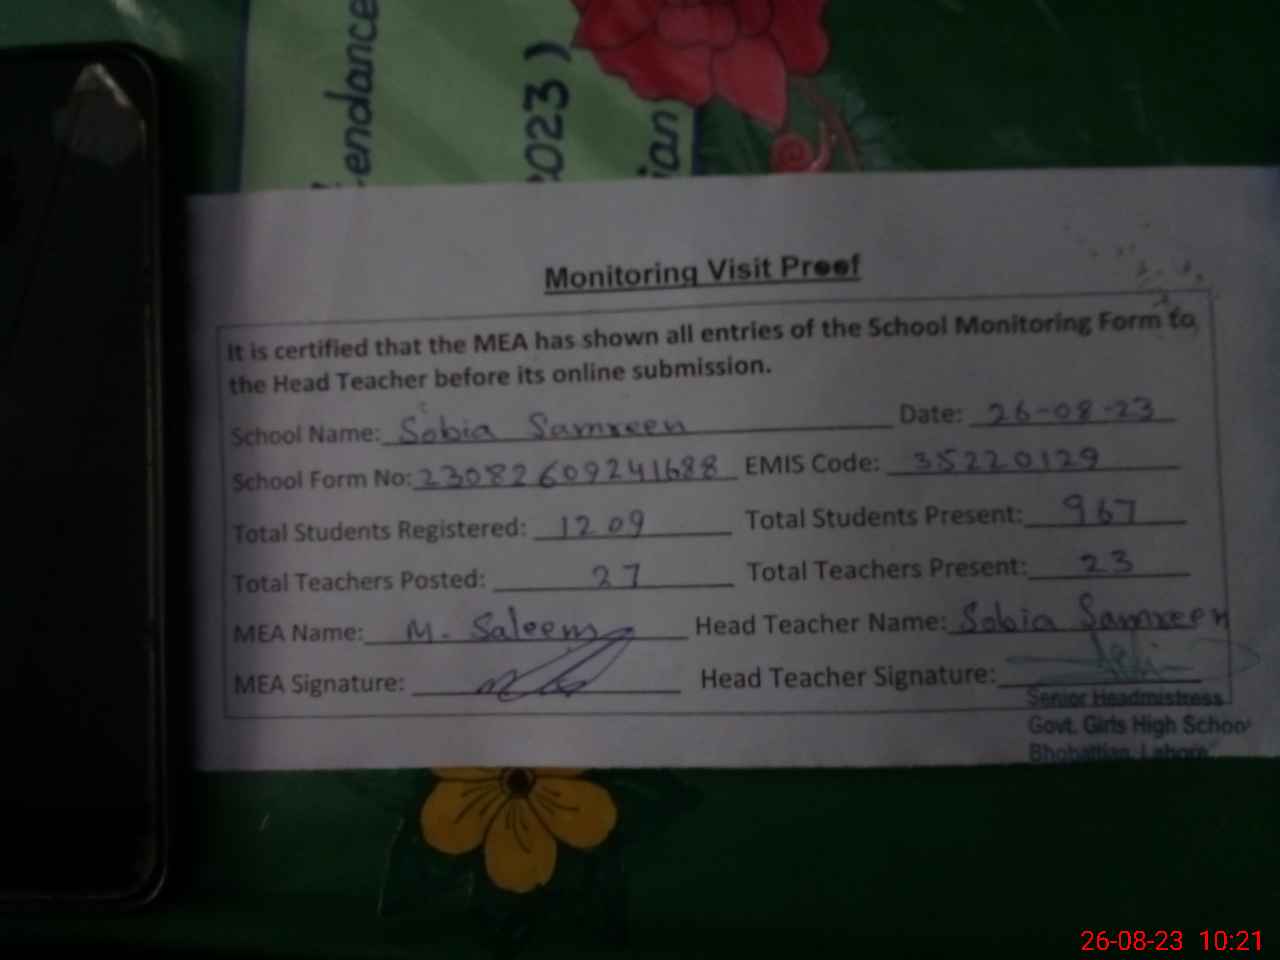 endance
2023)
ian
Monitoring Visit Proof
It is certified that the MEA has shown all entries of the School Monitoring Form to
the Head Teacher before its online submission.
School Name: Sobia Samreen Date: 26-08-23
School Form No: 23082609241688 EMIS Code: 35220129
Total Students Registered: 1209 Total Students Present: 967
Total Teachers Posted: 27 Total Teachers Present: 23
MEA Name: M. Saleem Head Teacher Name: Sobia Samreen
MEA Signature: Head Teacher Signature:
Senior Headmistress
Govt. Girls High School
Bhobattian, Lahore
26-08-23 10:21